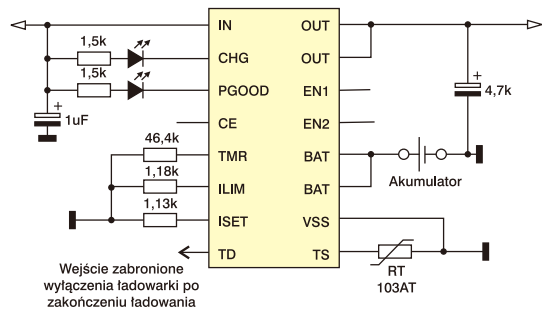 IN OUT
1,5k
CHG OUT
1,5k
PGOOD EN1
+ 4,7k
+
1uF
CE EN2
46,4k
TMR BAT
1,18k
Akumulator
ILIM BAT
1,13k
ISET VSS
TD TS
Wejście zabronione
wyłączenia ładowarki po
zakończeniu ładowania
RT
103AT